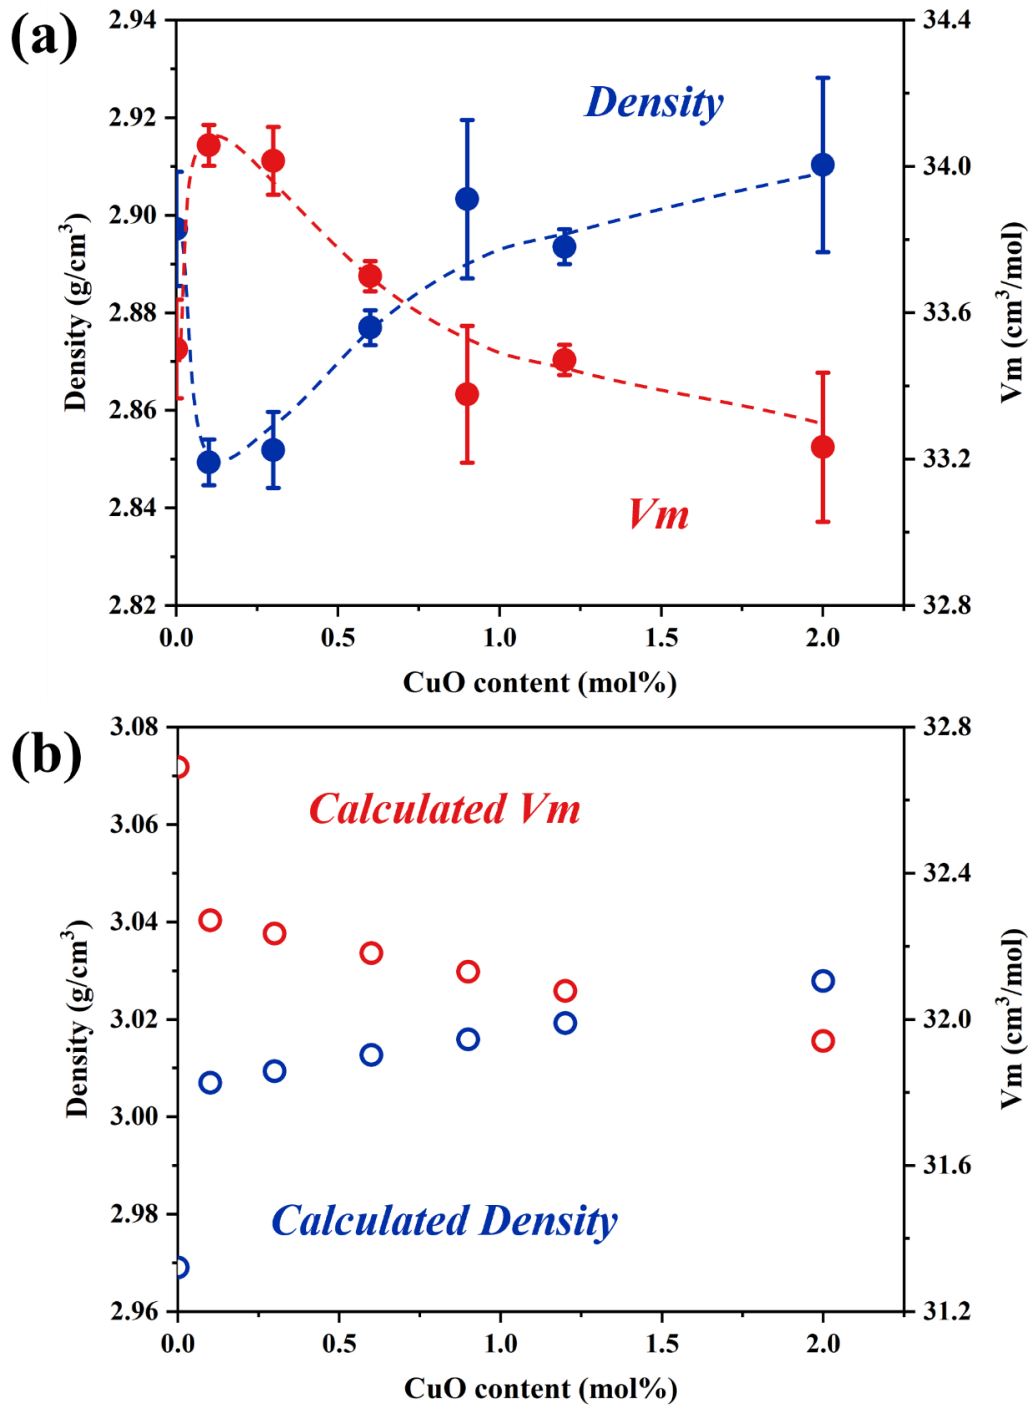 (a)
2.94
2.92
2.90
2.88
2.86
2.84
2.82
Density (g/cm³)
34.4
34.0
33.6
33.2
32.8
Vm (cm³/mol)
Density
Vm
0.0 0.5 1.0 1.5 2.0
CuO content (mol%)
(b)
3.08
3.06
3.04
3.02
3.00
2.98
2.96
Density (g/cm³)
32.8
32.4
32.0
31.6
31.2
Vm (cm³/mol)
Calculated Vm
Calculated Density
0.0 0.5 1.0 1.5 2.0
CuO content (mol%)